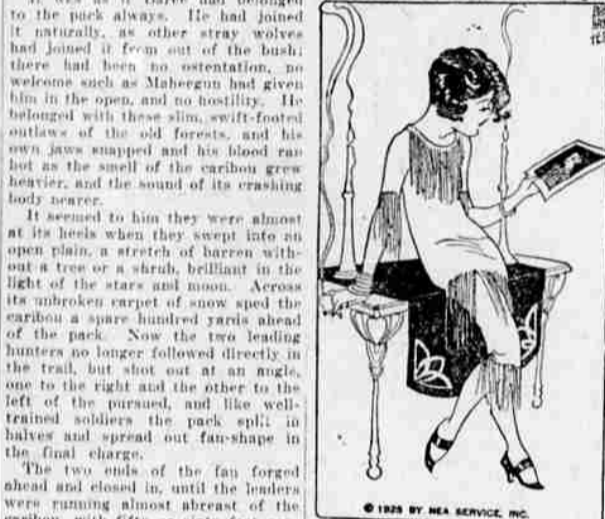 to the pack always. He had joined
it naturally, as other stray wolves
had joined it from out of the bush;
there had been no ostentation, no
welcome such as Maheegun had given
him in the open, and no hostility. He
belonged with these slim, swift-footed
outlaws of the old forests, and his
own jaws snapped and his blood ran
hot as the smell of the caribou grew
heavier, and the sound of its crashing
body nearer.
It seemed to him they were almost
at its heels when they swept into an
open plain, a stretch of barren with-
out a tree or a shrub, brilliant in the
light of the stars and moon. Across
its unbroken carpet of snow sped the
caribou a spare hundred yards ahead
of the pack. Now the two leading
hunters no longer followed directly in
the trail, but shot out at an angle,
one to the right and the other to the
left of the pursued, and like well-
trained soldiers the pack split in
halves and spread out fan-shape in
the final charge.
The two ends of the fan forged
ahead and closed in, until the leaders
were running almost abreast of the
© 1925 BY NEA SERVICE, INC.